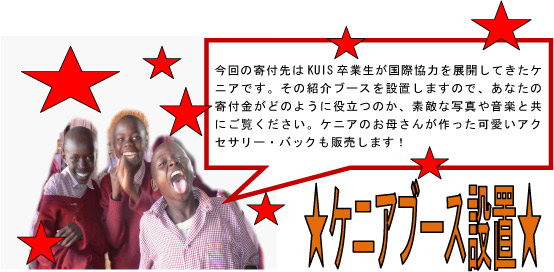 今回の寄付先はKUIS卒業生が国際協力を展開してきたケ
ニアです。その紹介ブースを設置しますので、あなたの
寄付金がどのように役立つのか、素敵な写真や音楽と共
にご覧ください。ケニアのお母さんが作った可愛いアク
セサリー・バックも販売します！
★ケニアブース設置★